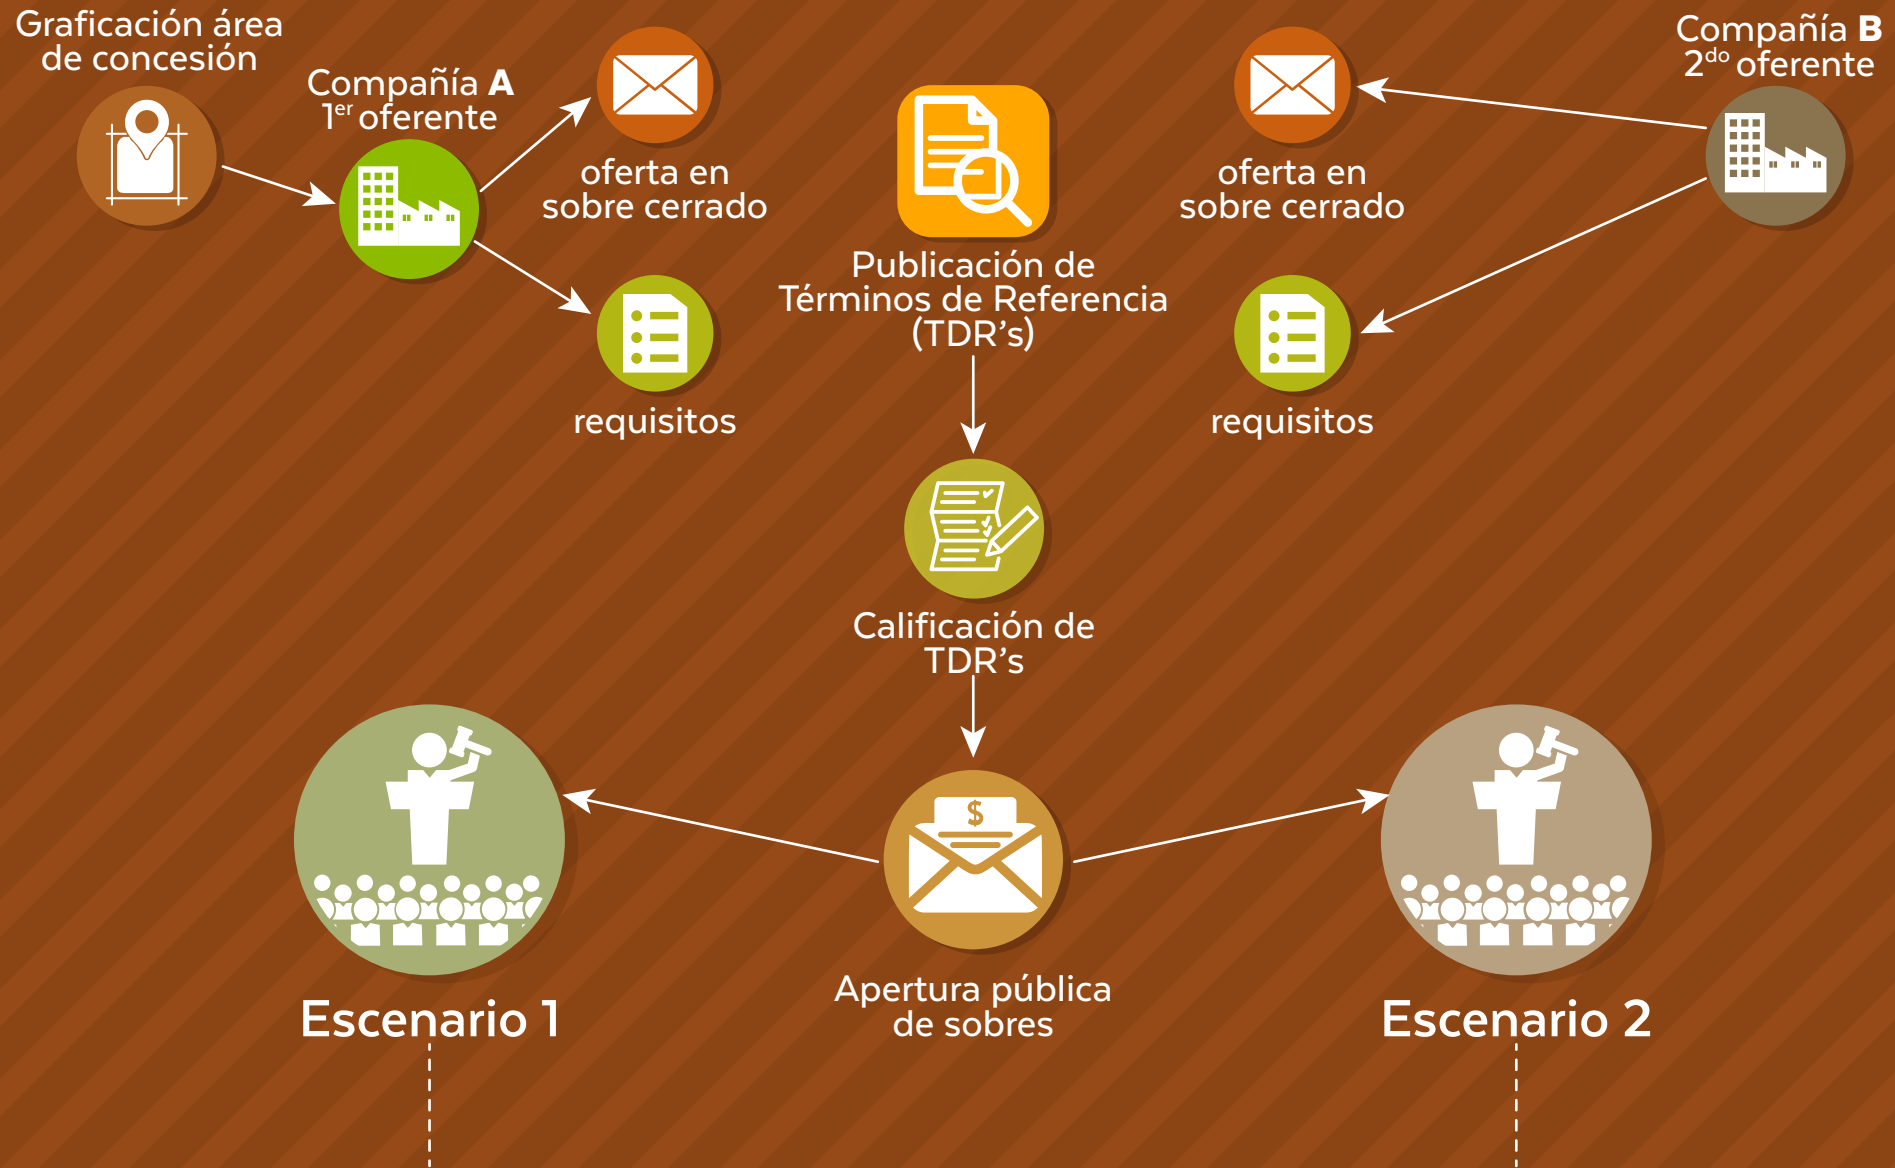 Graficación área
de concesión
Compañía A
1er oferente
oferta en
sobre cerrado
requisitos
Publicación de
Términos de Referencia
(TDR’s)
oferta en
sobre cerrado
requisitos
Compañía B
2do oferente
Calificación de
TDR’s
$
Apertura pública
de sobres
Escenario 1
Escenario 2